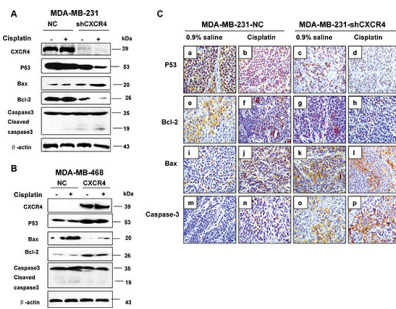 A
MDA-MB-231
NC shCXCR4
Cisplatin - + - + kDa
CXCR4 39
P53 53
Bax 20
Bcl-2 26
Caspase3 35
Cleaved
caspase3 19
β-actin 43
B
MDA-MB-468
NC CXCR4
Cisplatin - + - + kDa
CXCR4 39
P53 53
Bax 20
Bcl-2 26
Caspase3 35
Cleaved
caspase3 19
β-actin 43
C
MDA-MB-231-NC MDA-MB-231-shCXCR4
0.9% saline Cisplatin 0.9% saline Cisplatin
P53 a b c d
Bcl-2 e f g h
Bax i j k l
Caspase-3 m n o p